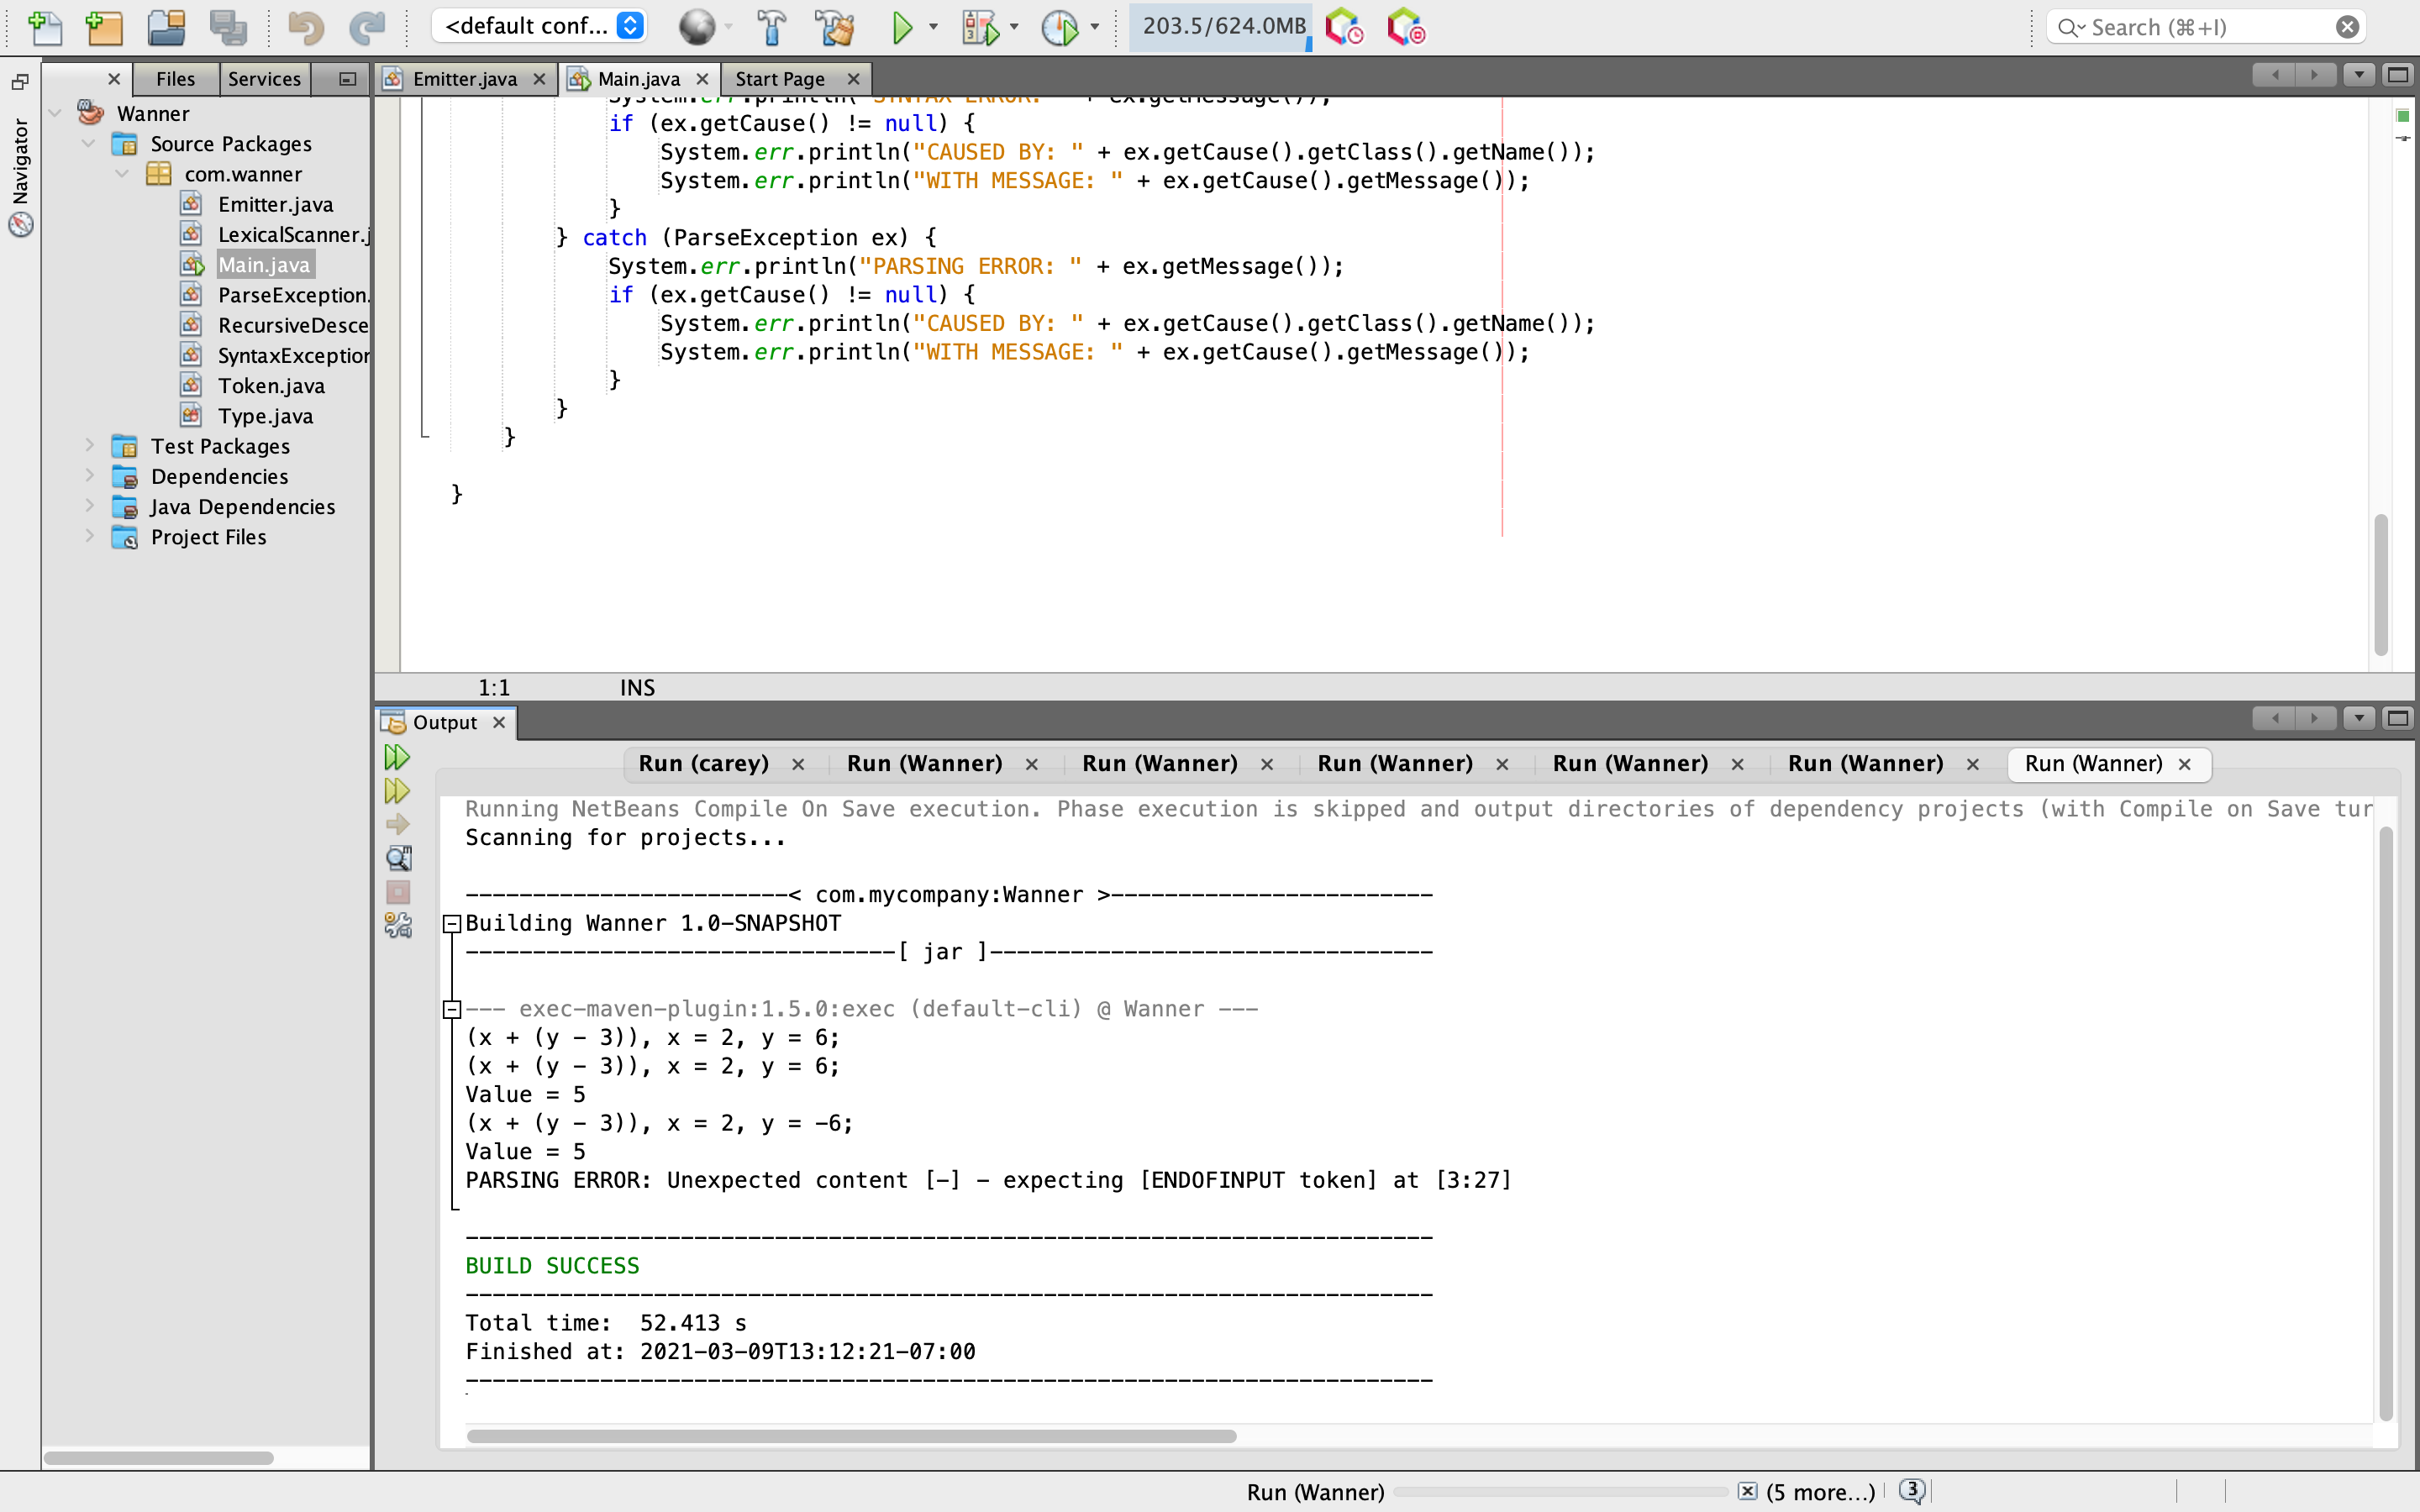 <default conf...
203.5/624.0MB
Search (⌘+I)
Files
Services
Emitter.java
Main.java
Start Page
Navigator
Wanner
Source Packages
com.wanner
Emitter.java
LexicalScanner.j
Main.java
ParseException.
RecursiveDesce
SyntaxException
Token.java
Type.java
Test Packages
Dependencies
Java Dependencies
Project Files
System.err.println("SYNTAX ERROR: " + ex.getMessage());
if (ex.getCause() != null) {
System.err.println("CAUSED BY: " + ex.getCause().getClass().getName());
System.err.println("WITH MESSAGE: " + ex.getCause().getMessage());
}
} catch (ParseException ex) {
System.err.println("PARSING ERROR: " + ex.getMessage());
if (ex.getCause() != null) {
System.err.println("CAUSED BY: " + ex.getCause().getClass().getName());
System.err.println("WITH MESSAGE: " + ex.getCause().getMessage());
}
}
}
}
1:1 INS
Output
Run (carey) Run (Wanner) Run (Wanner) Run (Wanner) Run (Wanner) Run (Wanner) Run (Wanner)
Running NetBeans Compile On Save execution. Phase execution is skipped and output directories of dependency projects (with Compile on Save tur
Scanning for projects...
------------------------< com.mycompany:Wanner >------------------------
Building Wanner 1.0-SNAPSHOT
--------------------------------[ jar ]---------------------------------
--- exec-maven-plugin:1.5.0:exec (default-cli) @ Wanner ---
(x + (y - 3)), x = 2, y = 6;
(x + (y - 3)), x = 2, y = 6;
Value = 5
(x + (y - 3)), x = 2, y = -6;
Value = 5
PARSING ERROR: Unexpected content [-] - expecting [ENDOFINPUT token] at [3:27]
------------------------------------------------------------------------
BUILD SUCCESS
------------------------------------------------------------------------
Total time:  52.413 s
Finished at: 2021-03-09T13:12:21-07:00
------------------------------------------------------------------------
Run (Wanner) (5 more...) 3